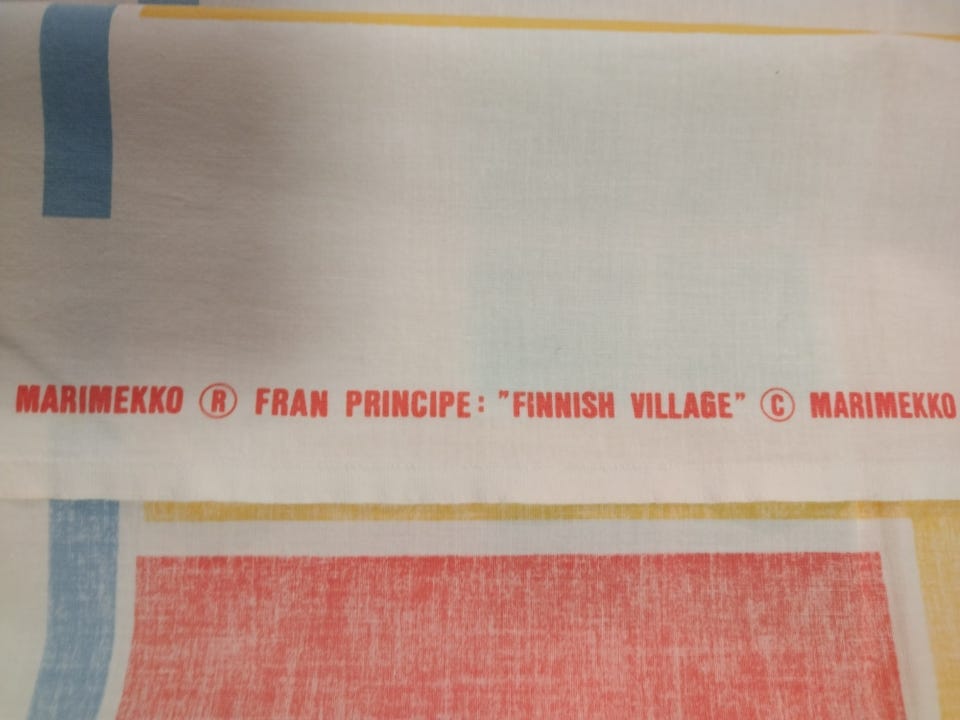 MARIMEKKO Ⓡ FRAN PRINCIPE: "FINNISH VILLAGE" Ⓒ MARIMEKKO